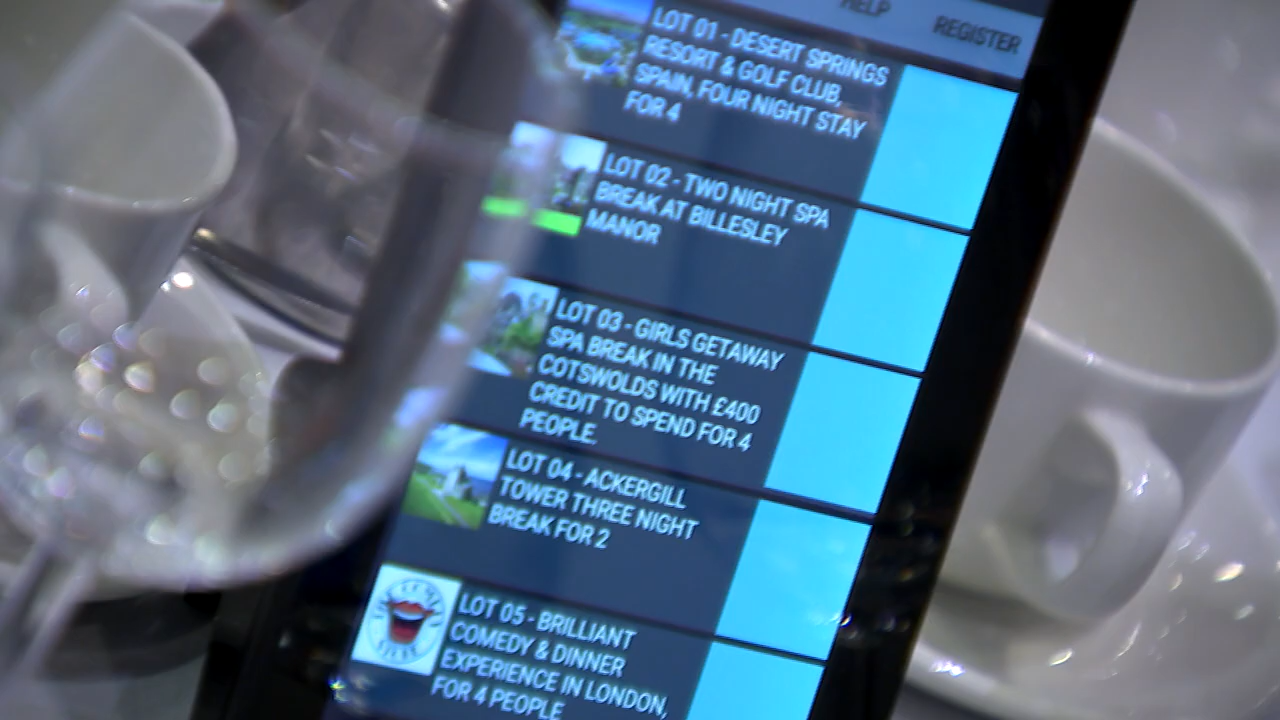 HELP
REGISTER
LOT 01 - DESERT SPRINGS
RESORT & GOLF CLUB,
SPAIN, FOUR NIGHT STAY
FOR 4
LOT 02 - TWO NIGHT SPA
BREAK AT BILLESLEY
MANOR
LOT 03 - GIRLS GETAWAY
SPA BREAK IN THE
COTSWOLDS WITH £400
CREDIT TO SPEND FOR 4
PEOPLE.
LOT 04 - ACKERGILL
TOWER THREE NIGHT
BREAK FOR 2
LOT 05 - BRILLIANT
COMEDY & DINNER
EXPERIENCE IN LONDON,
FOR 4 PEOPLE